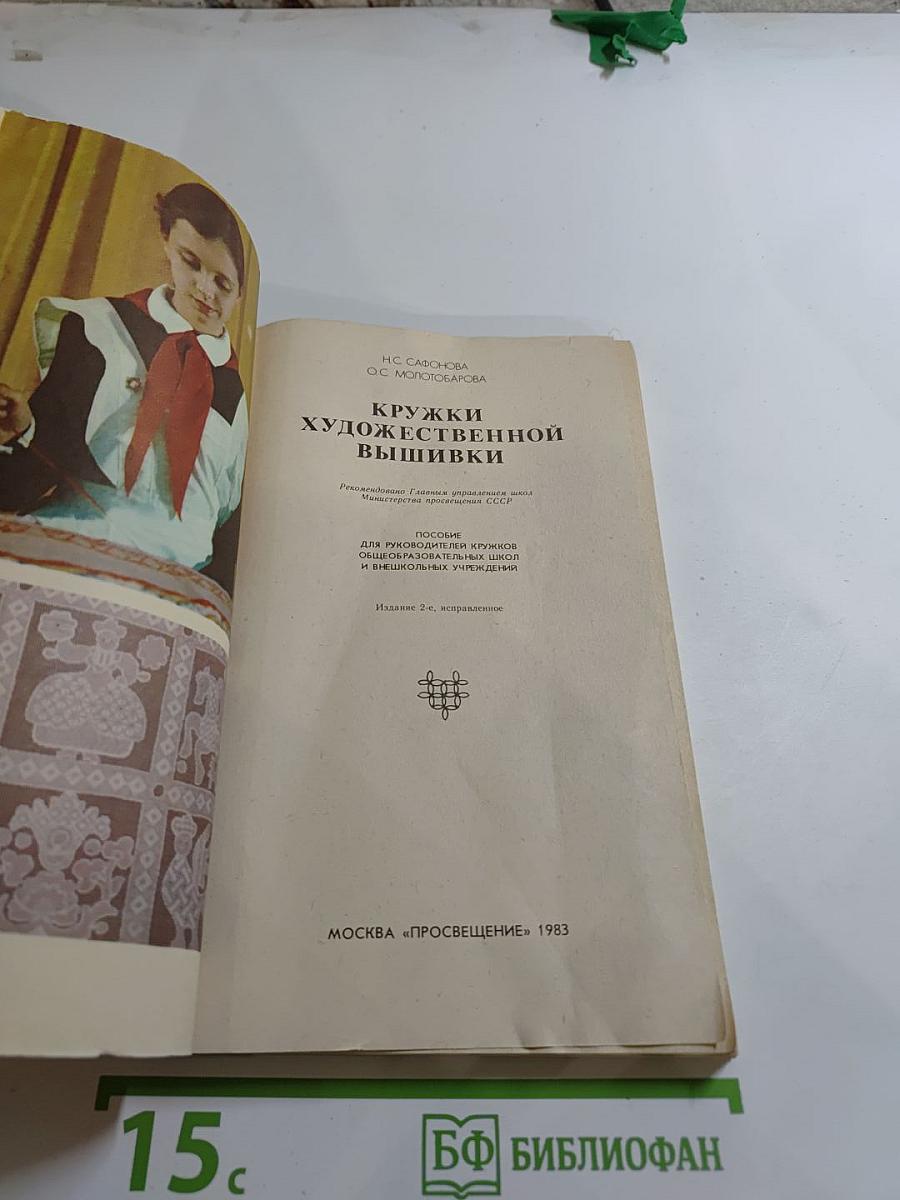 Н.С. САФОНОВА
О.С. МОЛОТОБАРОВА
КРУЖКИ
ХУДОЖЕСТВЕННОЙ
ВЫШИВКИ
Рекомендовано Главным управлением школ
Министерства просвещения СССР
ПОСОБИЕ
ДЛЯ РУКОВОДИТЕЛЕЙ КРУЖКОВ
ОБЩЕОБРАЗОВАТЕЛЬНЫХ ШКОЛ
И ВНЕШКОЛЬНЫХ УЧРЕЖДЕНИЙ
Издание 2-е, исправленное
МОСКВА «ПРОСВЕЩЕНИЕ» 1983
15 с
БФ БИБЛИОФАН